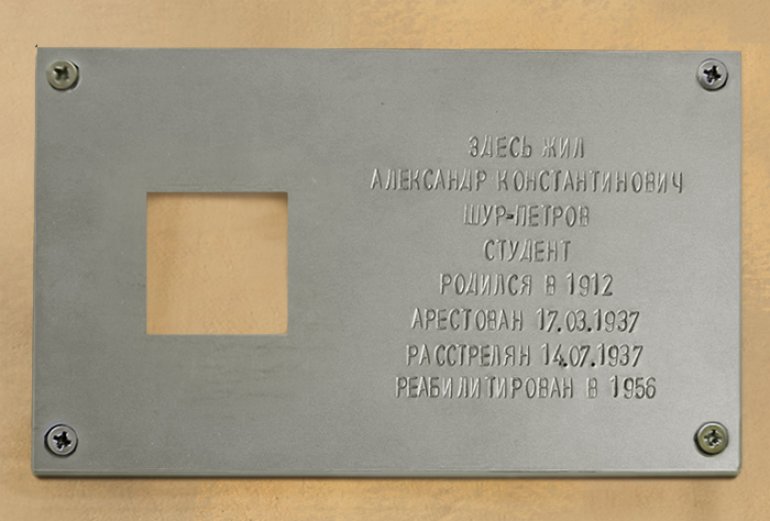 ЗДЕСЬ ЖИЛ
АЛЕКСАНДР КОНСТАНТИНОВИЧ
ШУР-ПЕТРОВ
СТУДЕНТ
РОДИЛСЯ В 1912
АРЕСТОВАН 17.03.1937
РАССТРЕЛЯН 14.07.1937
РЕАБИЛИТИРОВАН В 1956